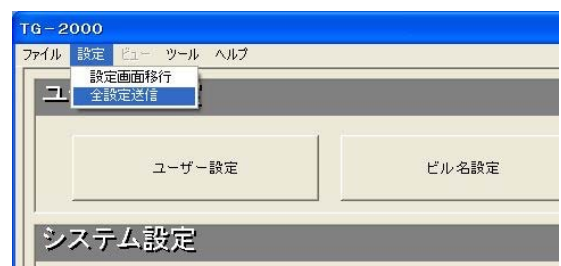 TG-2000
ファイル 設定 ビュー ツール ヘルプ
設定画面移行
全設定送信
ユーザー設定 ビル名設定
システム設定